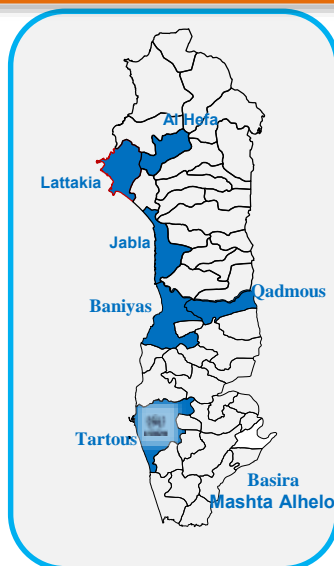 Al Hefa
Lattakia
Jabla
Qadmous
Baniyas
Tartous
Basira
Mashta Alhelo